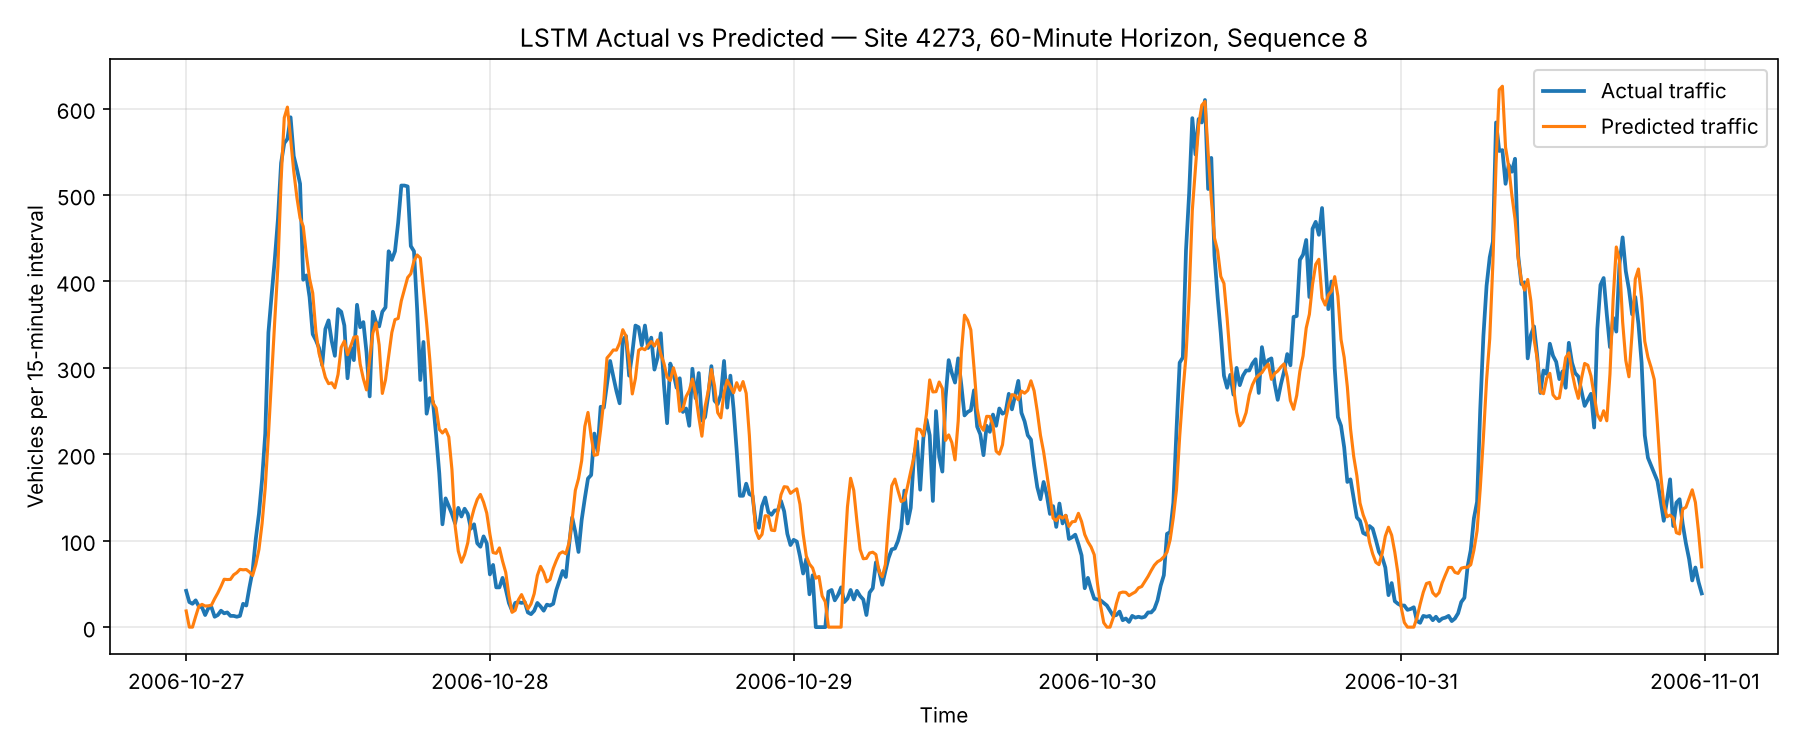 LSTM Actual vs Predicted — Site 4273, 60-Minute Horizon, Sequence 8
Actual traffic
Predicted traffic
Vehicles per 15-minute interval
600
500
400
300
200
100
0
2006-10-27
2006-10-28
2006-10-29
2006-10-30
2006-10-31
2006-11-01
Time